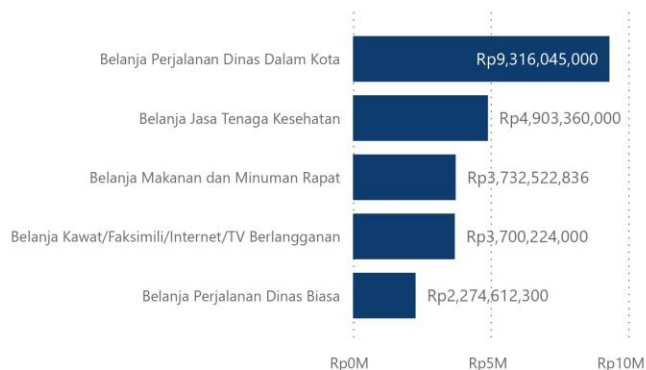 Belanja Perjalanan Dinas Dalam Kota Rp9,316,045,000
Belanja Jasa Tenaga Kesehatan Rp4,903,360,000
Belanja Makanan dan Minuman Rapat Rp3,732,522,836
Belanja Kawat/Faksimili/Internet/TV Berlangganan Rp3,700,224,000
Belanja Perjalanan Dinas Biasa Rp2,274,612,300
Rp0M Rp5M Rp10M